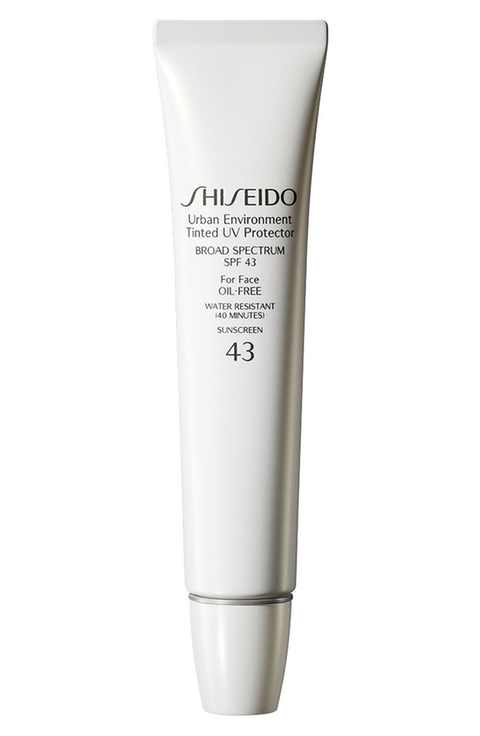 SHISEIDO
Urban Environment
Tinted UV Protector
BROAD SPECTRUM
SPF 43
For Face
OIL-FREE
WATER RESISTANT
(40 MINUTES)
SUNSCREEN
43